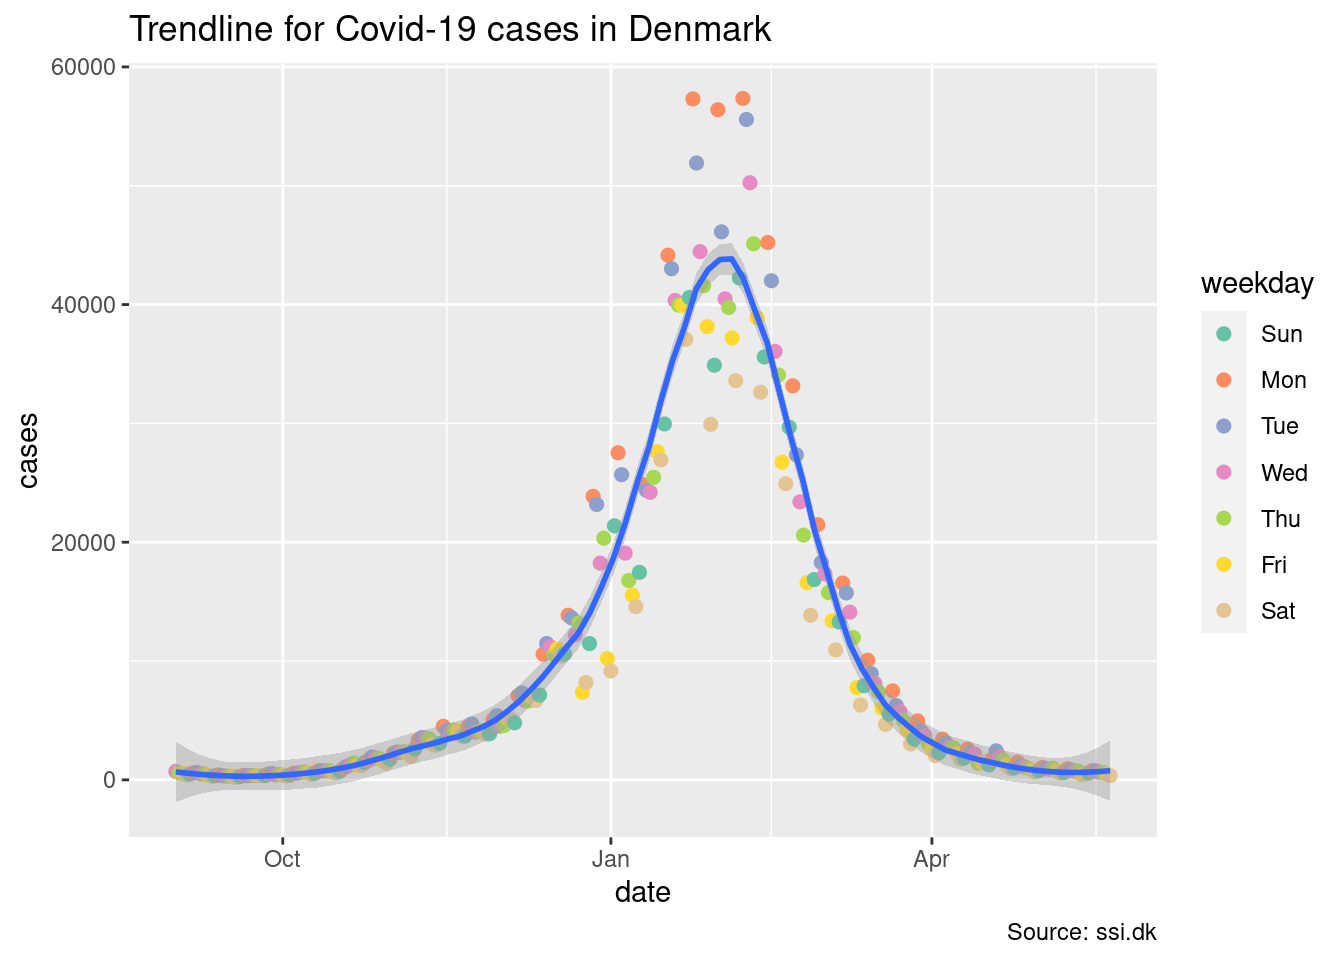 Trendline for Covid-19 cases in Denmark
60000
40000
20000
0
cases
Oct
Jan
Apr
date
weekday
Sun
Mon
Tue
Wed
Thu
Fri
Sat
Source: ssi.dk